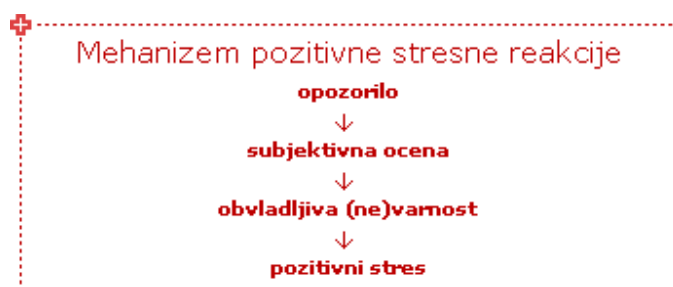 Mehanizem pozitivne stresne reakcije
opozorilo
↓
subjektivna ocena
↓
obvladljiva (ne)varnost
↓
pozitivni stres